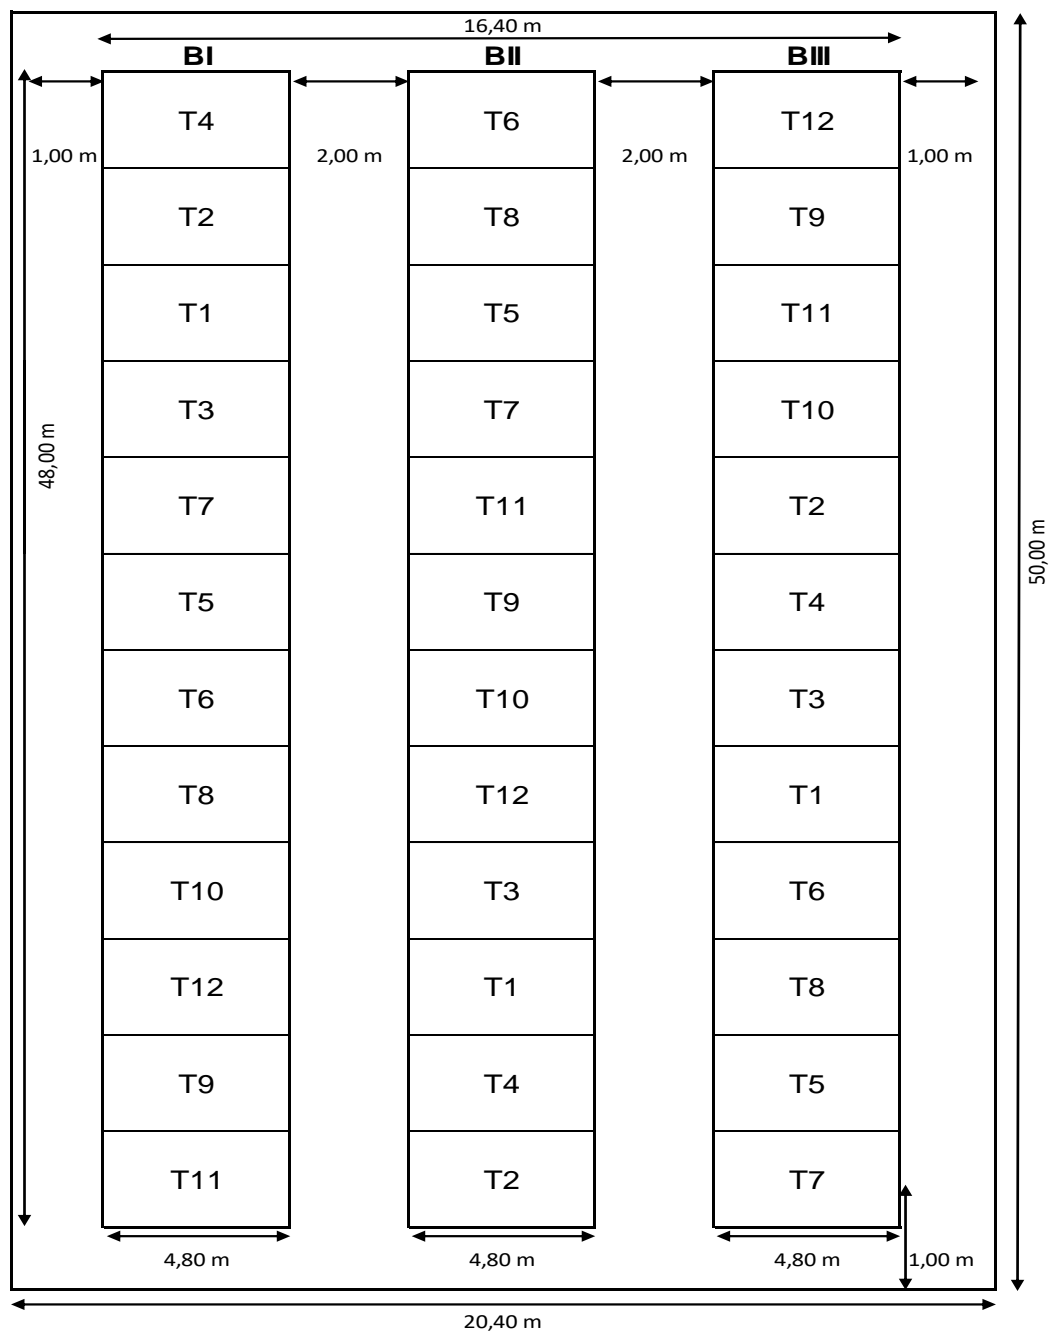 16,40 m
BI BII BIII
T4 T6 T12
1,00 m 2,00 m 2,00 m 1,00 m
T2 T8 T9
T1 T5 T11
T3 T7 T10
48,00 m
T7 T11 T2
50,00 m
T5 T9 T4
T6 T10 T3
T8 T12 T1
T10 T3 T6
T12 T1 T8
T9 T4 T5
T11 T2 T7
4,80 m 4,80 m 4,80 m 1,00 m
20,40 m